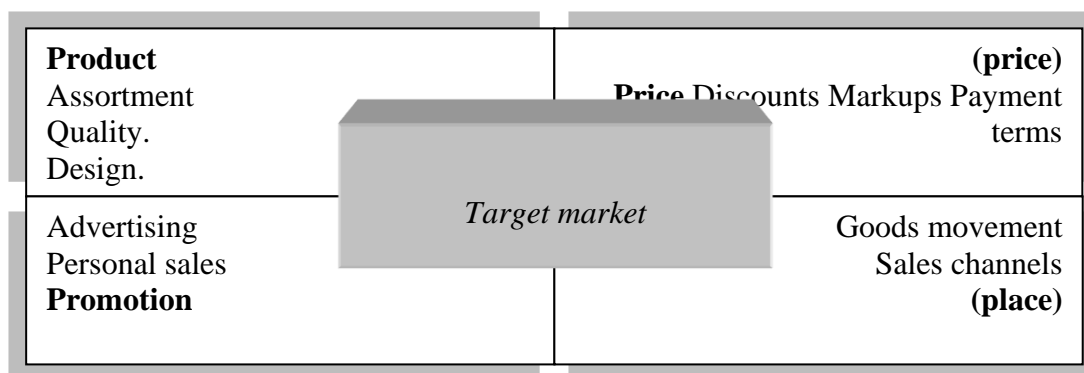 Product
Assortment
Quality.
Design.
(price)
Price Discounts Markups Payment
terms
Target market
Advertising
Personal sales
Promotion
Goods movement
Sales channels
(place)